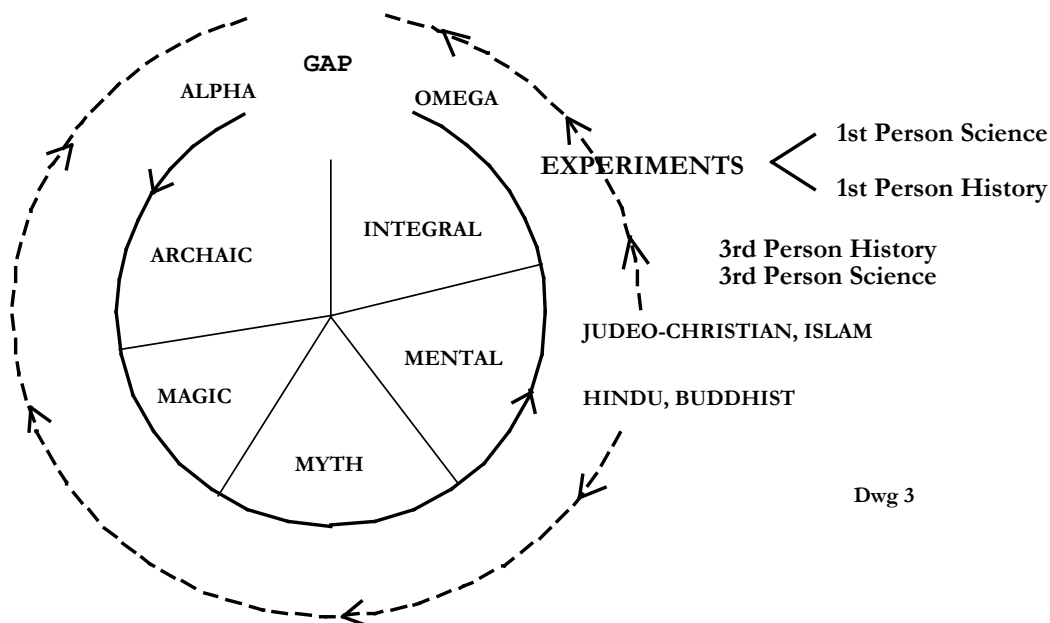 GAP
ALPHA
OMEGA
1st Person Science
EXPERIMENTS
1st Person History
INTEGRAL
ARCHAIC
3rd Person History
3rd Person Science
JUDEO-CHRISTIAN, ISLAM
MENTAL
MAGIC
HINDU, BUDDHIST
MYTH
Dwg 3